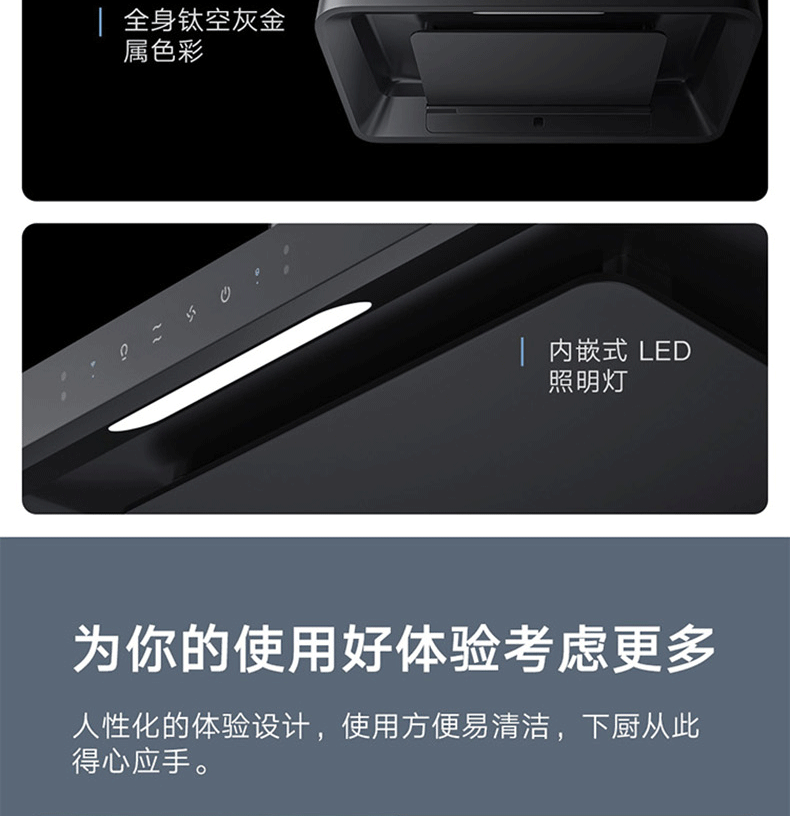 全身钛空灰金
属色彩
内嵌式 LED
照明灯
为你的使用好体验考虑更多
人性化的体验设计，使用方便易清洁，下厨从此
得心应手。